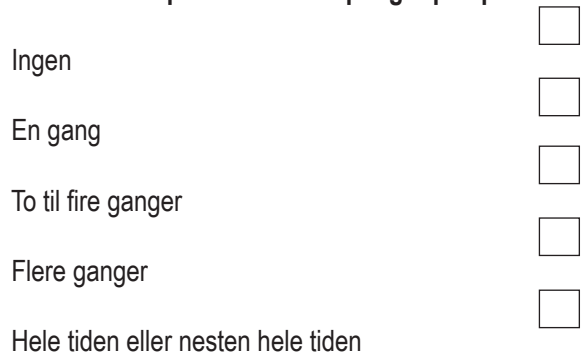 Ingen
En gang
To til fire ganger
Flere ganger
Hele tiden eller nesten hele tiden